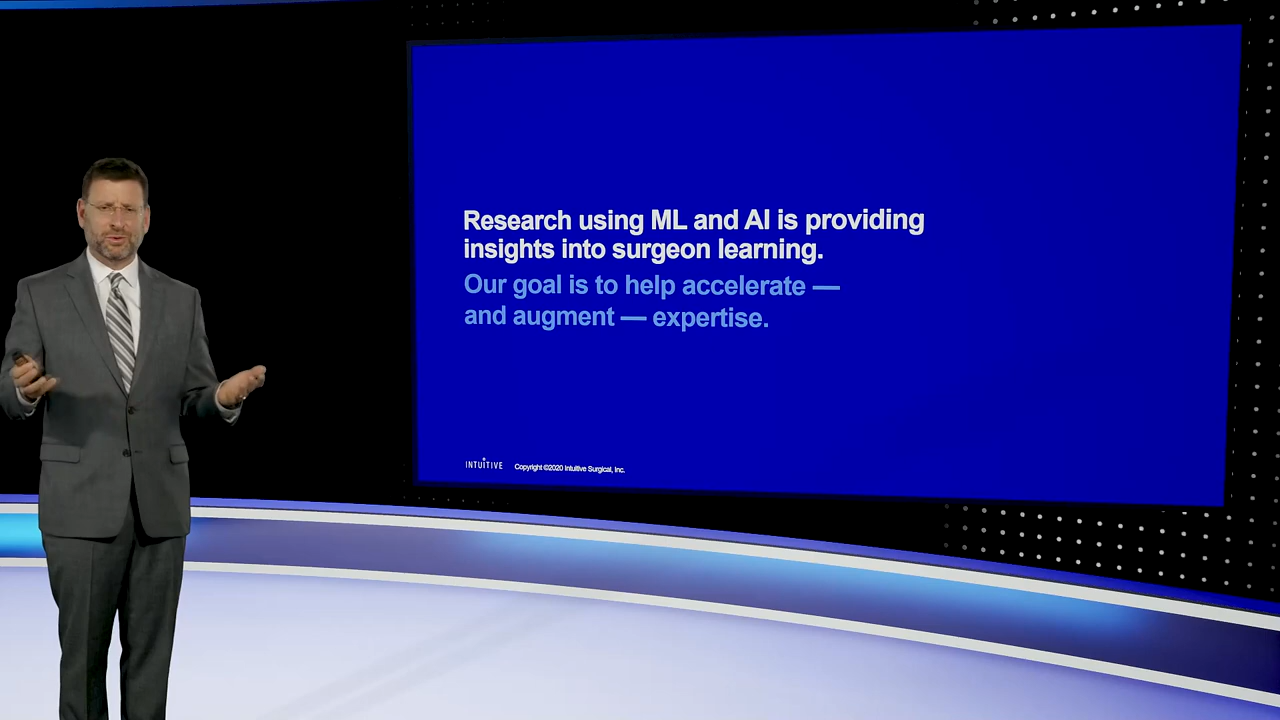 Research using ML and AI is providing
insights into surgeon learning.
Our goal is to help accelerate —
and augment — expertise.
INTUITIVE Copyright ©2020 Intuitive Surgical, Inc.